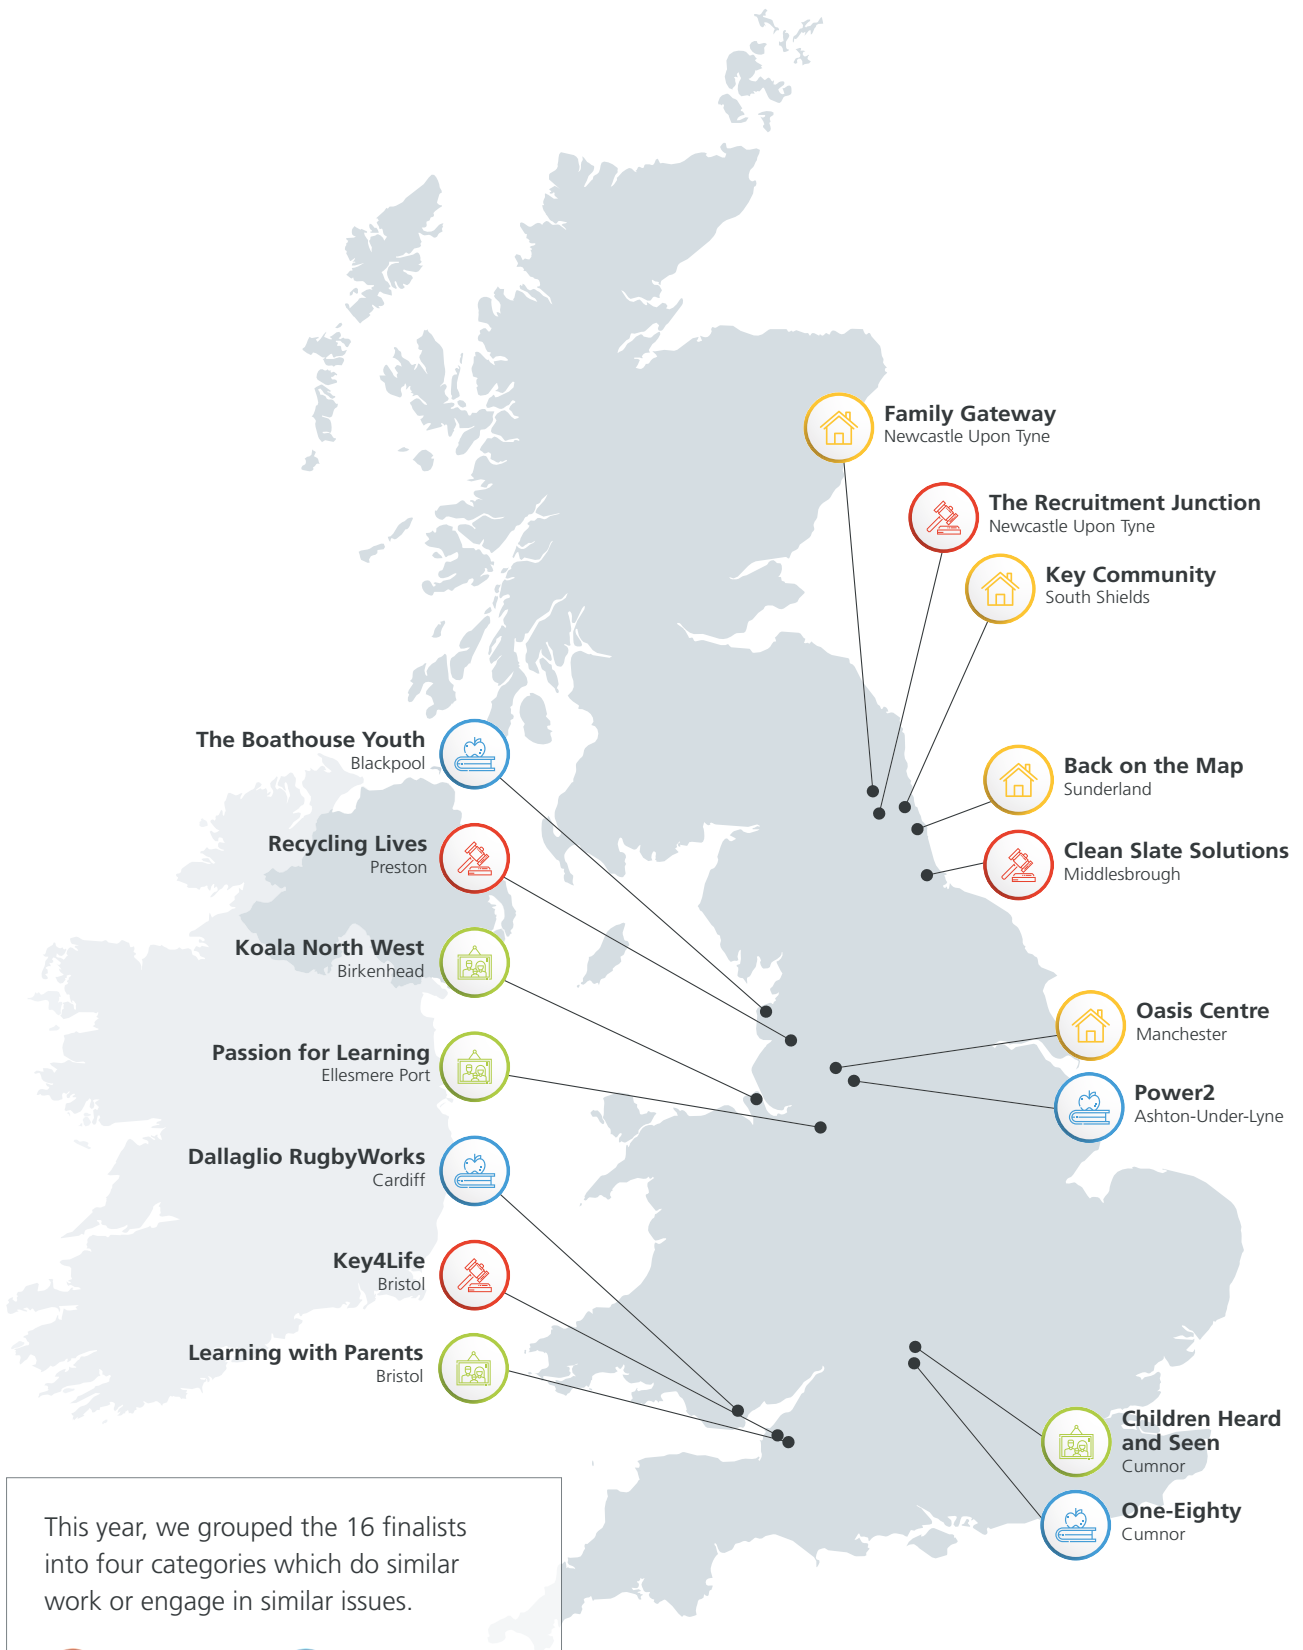 Family Gateway
Newcastle Upon Tyne
The Recruitment Junction
Newcastle Upon Tyne
Key Community
South Shields
The Boathouse Youth
Blackpool
Back on the Map
Sunderland
Recycling Lives
Preston
Clean Slate Solutions
Middlesbrough
Koala North West
Birkenhead
Oasis Centre
Manchester
Passion for Learning
Ellesmere Port
Power2
Ashton-Under-Lyne
Dallaglio RugbyWorks
Cardiff
Key4Life
Bristol
Learning with Parents
Bristol
Children Heard
and Seen
Cumnor
One-Eighty
Cumnor
This year, we grouped the 16 finalists
into four categories which do similar
work or engage in similar issues.